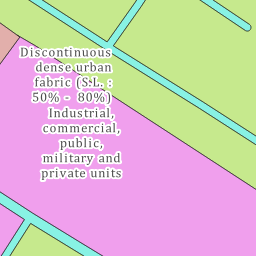 Discontinuous
dense urban
fabric (S.L. :
50% - 80%)
Industrial,
commercial,
public,
military and
private units